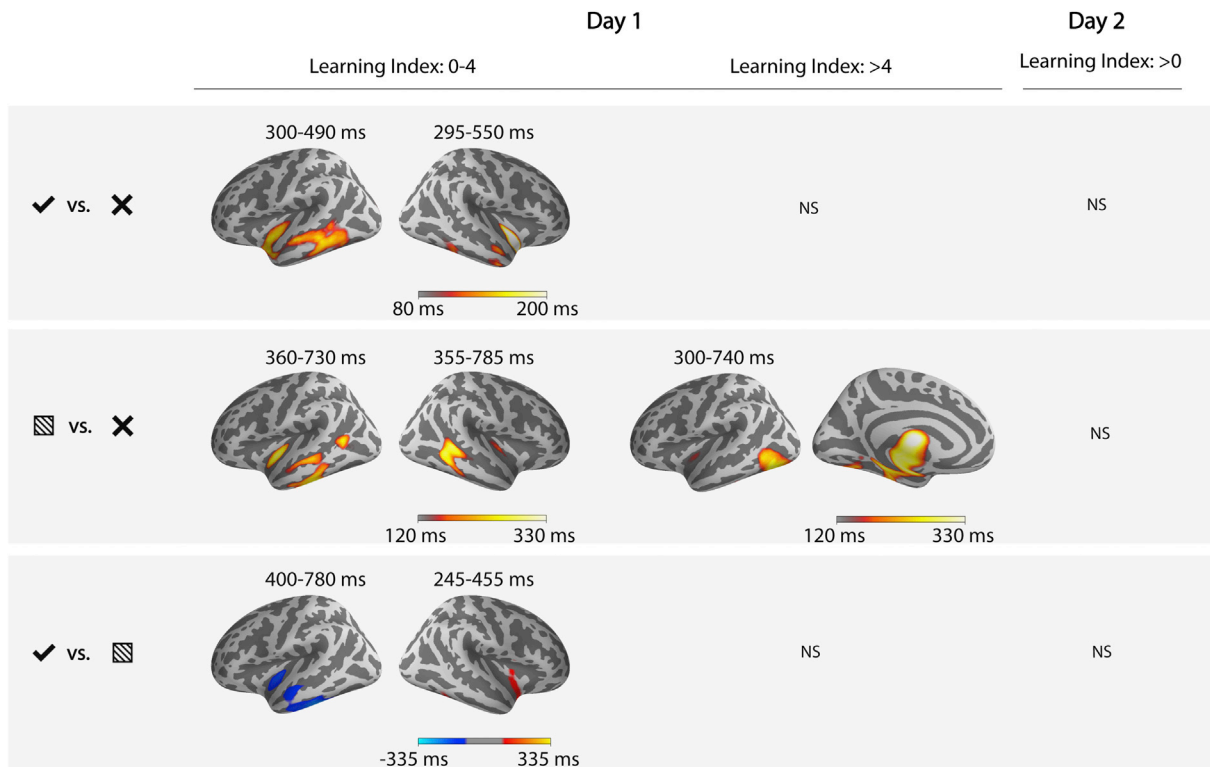 Day 1
Day 2
Learning Index: 0-4
Learning Index: >4
Learning Index: >0
300-490 ms
295-550 ms
vs.
NS
NS
80 ms
200 ms
360-730 ms
355-785 ms
300-740 ms
vs.
NS
120 ms
330 ms
120 ms
330 ms
400-780 ms
245-455 ms
vs.
NS
NS
-335 ms
335 ms